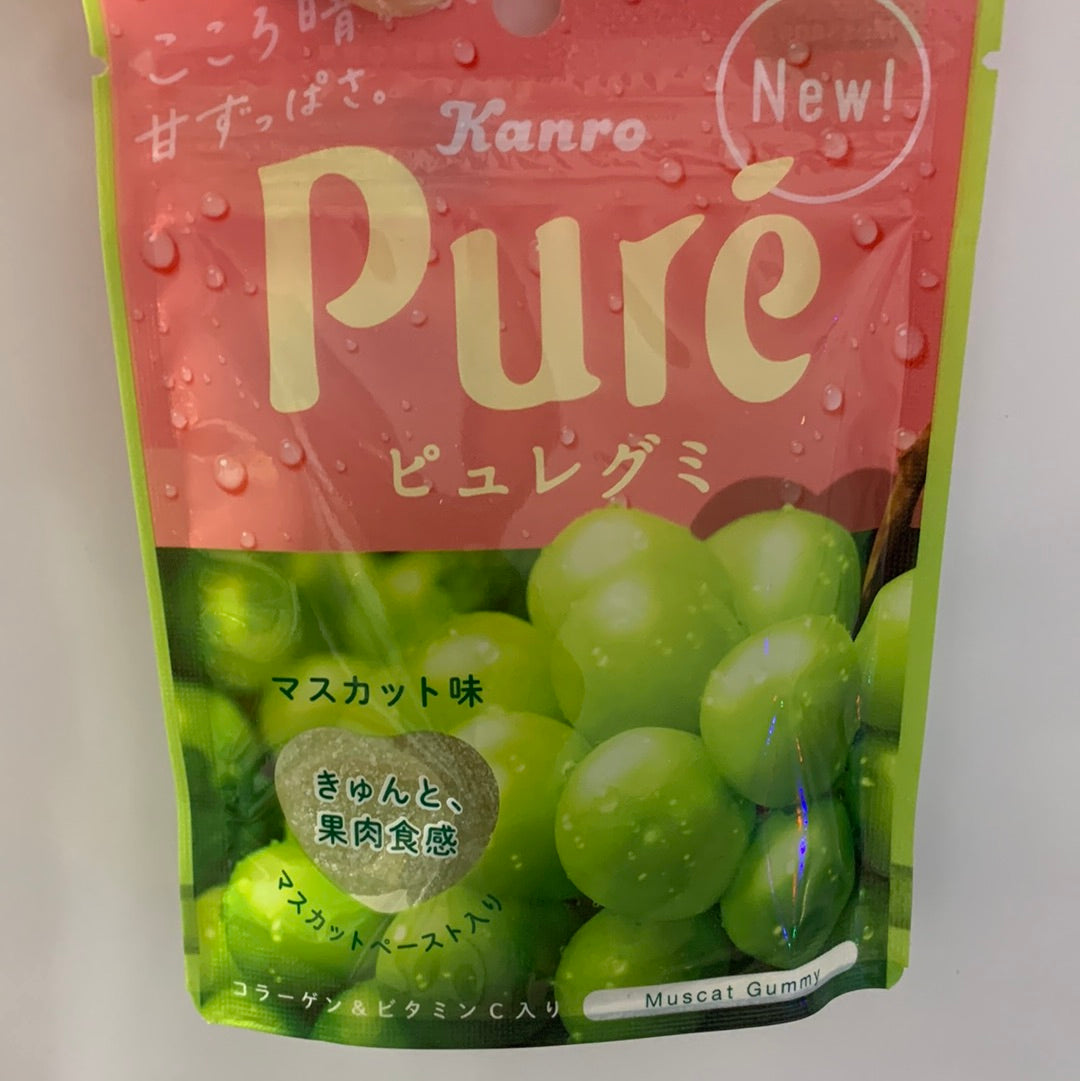 こころ晴
甘ずっぱさ。
New!
Kanro
Puré
ピュレグミ
マスカット味
きゅんと、
果肉食感
マスカットペースト入り
コラーゲン&ビタミンC入り
Muscat Gummy